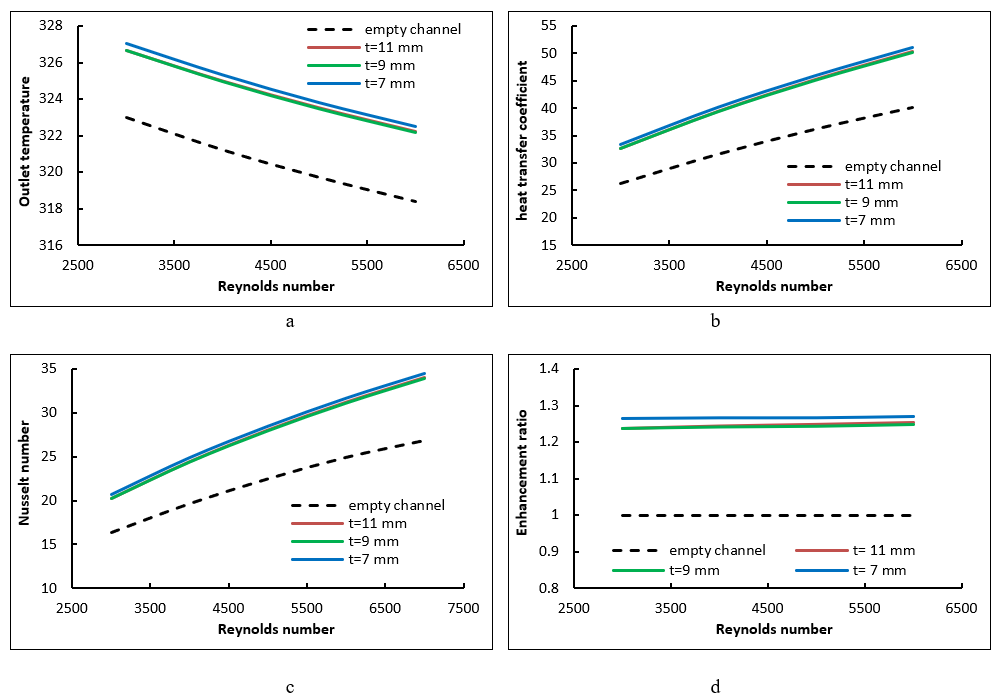 Outlet temperature
328
326
324
322
320
318
316
2500
3500
4500
5500
6500
Reynolds number
empty channel
t=11 mm
t=9 mm
t=7 mm
a
heat transfer coefficient
55
50
45
40
35
30
25
20
15
2500
3500
4500
5500
6500
Reynolds number
empty channel
t=11 mm
t= 9 mm
t=7 mm
b
Nusselt number
35
30
25
20
15
10
2500
3500
4500
5500
6500
7500
Reynolds number
empty channel
t=11 mm
t=9 mm
t=7 mm
c
Enhancement ratio
1.4
1.3
1.2
1.1
1
0.9
0.8
2500
3500
4500
5500
6500
Reynolds number
empty channel
t= 11 mm
t=9 mm
t= 7 mm
d